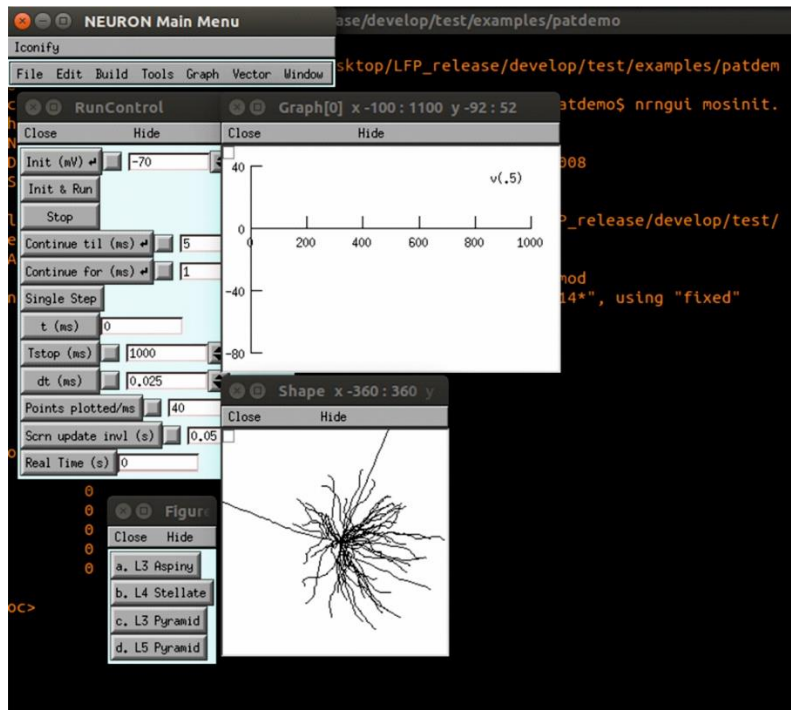 NEURON Main Menu
ase/develop/test/examples/patdemo
Iconify
File Edit Build Tools Graph Vector Window
sktop/LFP_release/develop/test/examples/patdem
atdemo$ nrngui mosinit.
008
P_release/develop/test/
mod
14*", using "fixed"
RunControl
Close Hide
Init (mV) -70
Init & Run
Stop
Continue til (ms) 5
Continue for (ms) 1
Single Step
t (ms) 0
Tstop (ms) 1000
dt (ms) 0.025
Points plotted/ms 40
Scrn update invl (s) 0.05
Real Time (s) 0
Graph[0] x -100 : 1100 y -92 : 52
Close Hide
v(.5)
40
0
-40
-80
0 200 400 600 800 1000
Shape x -360 : 360 y
Close Hide
0
0
0
0
0
Figure
Close Hide
a. L3 Aspiny
b. L4 Stellate
c. L3 Pyramid
d. L5 Pyramid
oc>